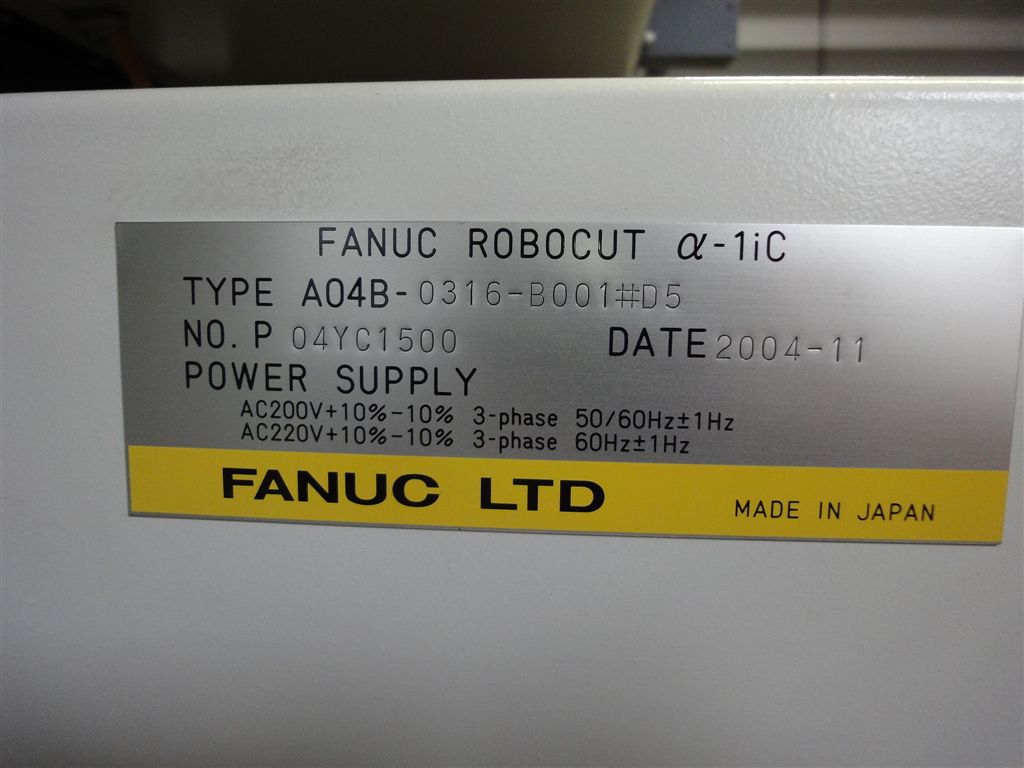 FANUC ROBOCUT α-1iC
TYPE A04B-0316-B001#D5
NO. P 04YC1500 DATE 2004-11
POWER SUPPLY
AC200V+10%-10% 3-phase 50/60Hz±1Hz
AC220V+10%-10% 3-phase 60Hz±1Hz
FANUC LTD MADE IN JAPAN